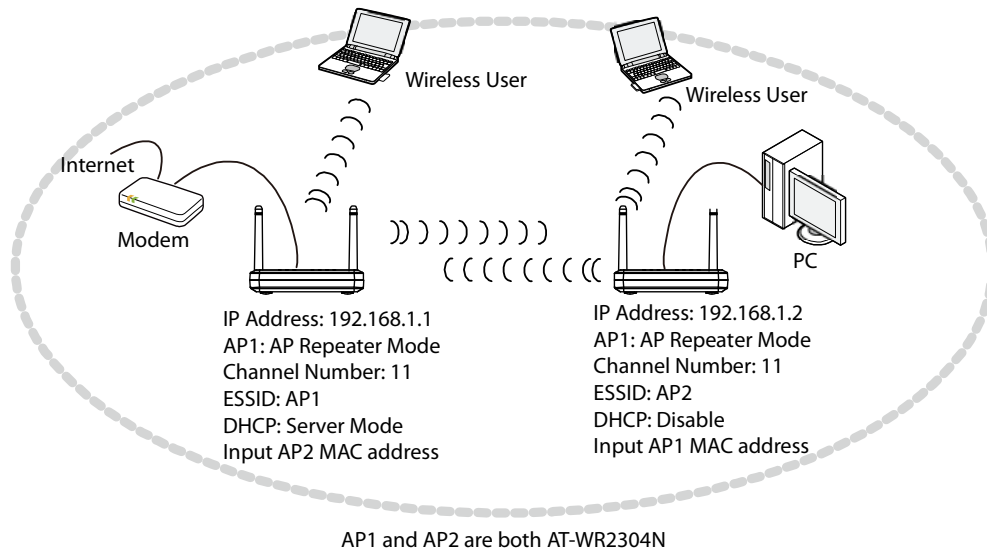 Wireless User
Wireless User
Internet
Modem
PC
IP Address: 192.168.1.1
AP1: AP Repeater Mode
Channel Number: 11
ESSID: AP1
DHCP: Server Mode
Input AP2 MAC address
IP Address: 192.168.1.2
AP1: AP Repeater Mode
Channel Number: 11
ESSID: AP2
DHCP: Disable
Input AP1 MAC address
AP1 and AP2 are both AT-WR2304N